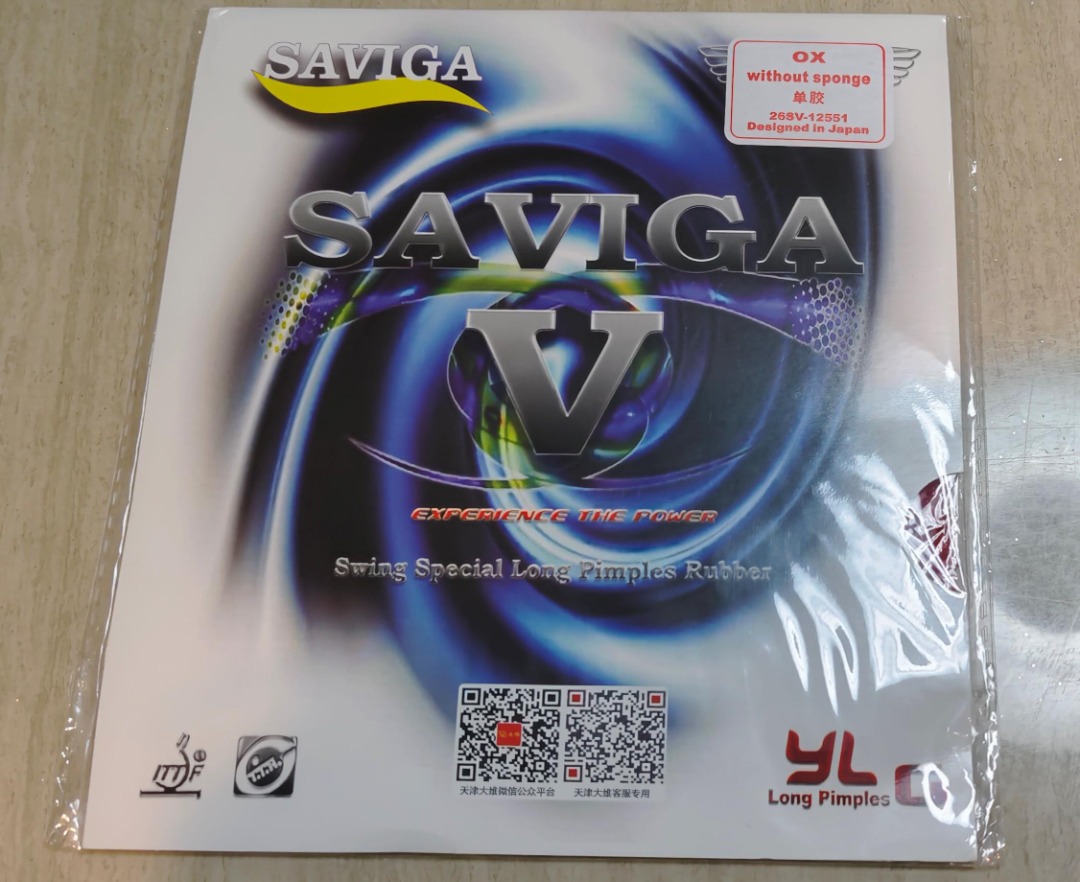 SAVIGA
OX
without sponge
单胶
26SV-12551
Designed in Japan
SAVIGA
V
EXPERIENCE THE POWER
Swing Special Long Pimples Rubber
ITTF
天津大维微信公众平台
天津大维客服专用
YL
Long Pimples